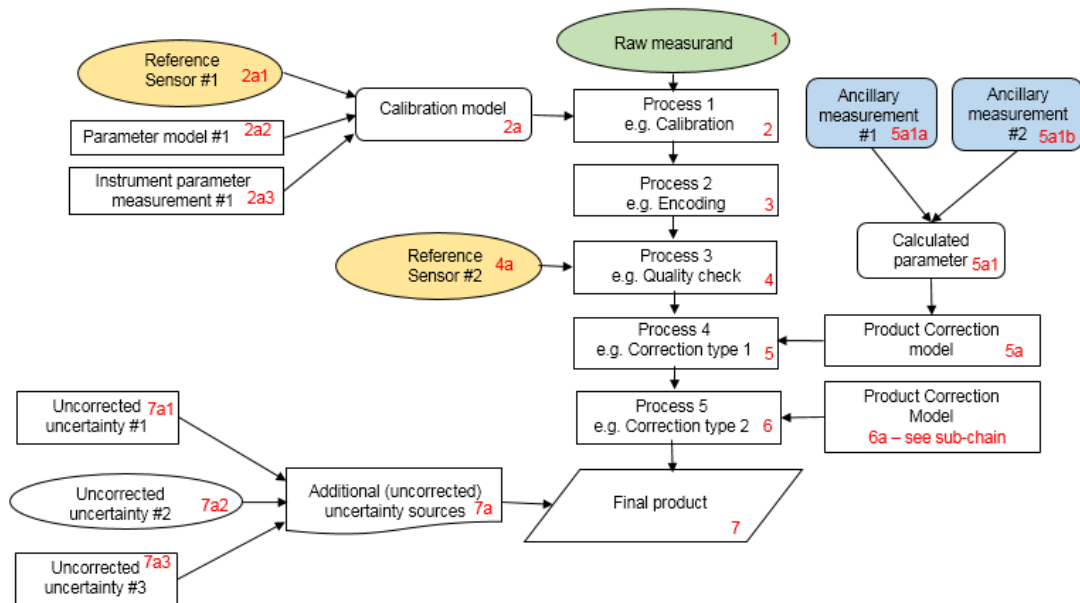 Raw measurand 1
Reference
Sensor #1 2a1
Parameter model #1 2a2
Instrument parameter
measurement #1 2a3
Calibration model
2a
Process 1
e.g. Calibration
2
Ancillary
measurement
#1 5a1a
Ancillary
measurement
#2 5a1b
Process 2
e.g. Encoding
3
Reference
Sensor #2 4a
Process 3
e.g. Quality check
4
Calculated
parameter 5a1
Process 4
e.g. Correction type 1 5
Product Correction
model 5a
Process 5
e.g. Correction type 2 6
Product Correction
Model
6a – see sub-chain
Uncorrected 7a1
uncertainty #1
Uncorrected
uncertainty #2 7a2
Uncorrected 7a3
uncertainty #3
Additional (uncorrected)
uncertainty sources 7a
Final product
7